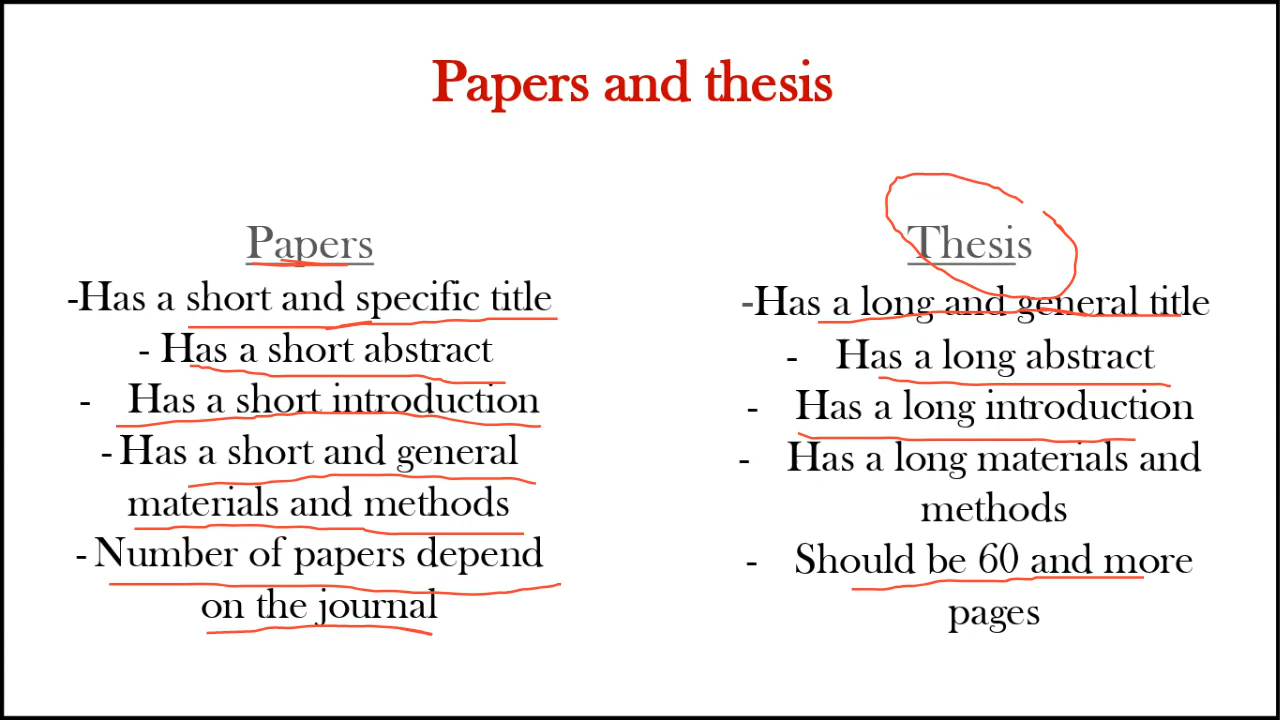 Papers and thesis
Papers
-Has a short and specific title
- Has a short abstract
- Has a short introduction
- Has a short and general
materials and methods
- Number of papers depend
on the journal
Thesis
-Has a long and general title
- Has a long abstract
- Has a long introduction
- Has a long materials and
methods
- Should be 60 and more
pages